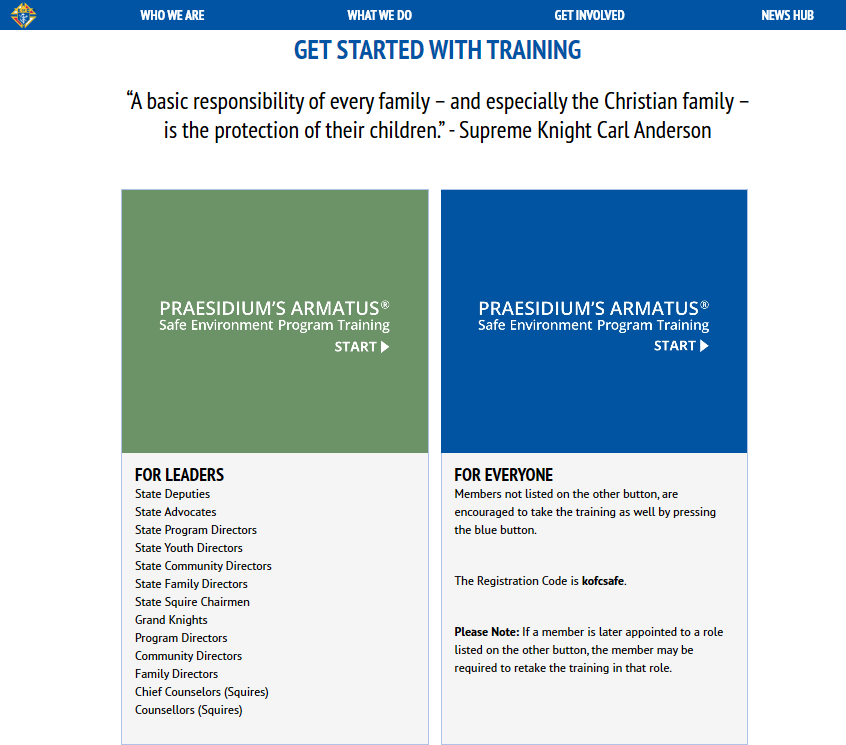 WHO WE ARE
WHAT WE DO
GET INVOLVED
NEWS HUB
GET STARTED WITH TRAINING
“A basic responsibility of every family – and especially the Christian family –
is the protection of their children.” - Supreme Knight Carl Anderson
PRAESIDIUM’S ARMATUS®
Safe Environment Program Training
START
FOR LEADERS
State Deputies
State Advocates
State Program Directors
State Youth Directors
State Community Directors
State Family Directors
State Squire Chairmen
Grand Knights
Program Directors
Community Directors
Family Directors
Chief Counselors (Squires)
Counsellors (Squires)
PRAESIDIUM’S ARMATUS®
Safe Environment Program Training
START
FOR EVERYONE
Members not listed on the other button, are
encouraged to take the training as well by pressing
the blue button.
The Registration Code is kofcsafe.
Please Note: If a member is later appointed to a role
listed on the other button, the member may be
required to retake the training in that role.